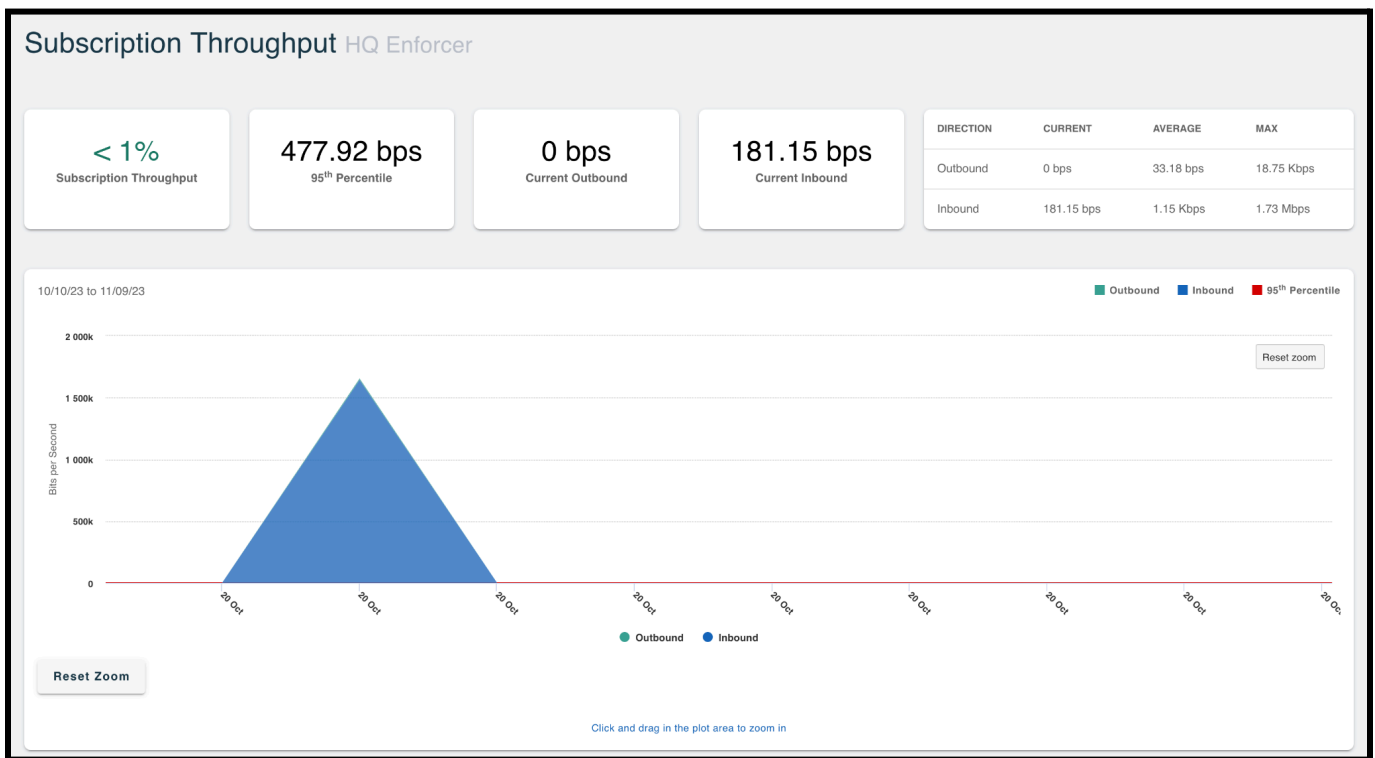 Subscription Throughput HQ Enforcer
< 1%
Subscription Throughput
477.92 bps
95th Percentile
0 bps
Current Outbound
181.15 bps
Current Inbound
DIRECTION CURRENT AVERAGE MAX
Outbound 0 bps 33.18 bps 18.75 Kbps
Inbound 181.15 bps 1.15 Kbps 1.73 Mbps
10/10/23 to 11/09/23
Outbound Inbound 95th Percentile
Reset zoom
Bits per Second
2 000k
1 500k
1 000k
500k
0
20 Oct 20 Oct 20 Oct 20 Oct 20 Oct 20 Oct 20 Oct 20 Oct 20 Oc
Outbound Inbound
Reset Zoom
Click and drag in the plot area to zoom in